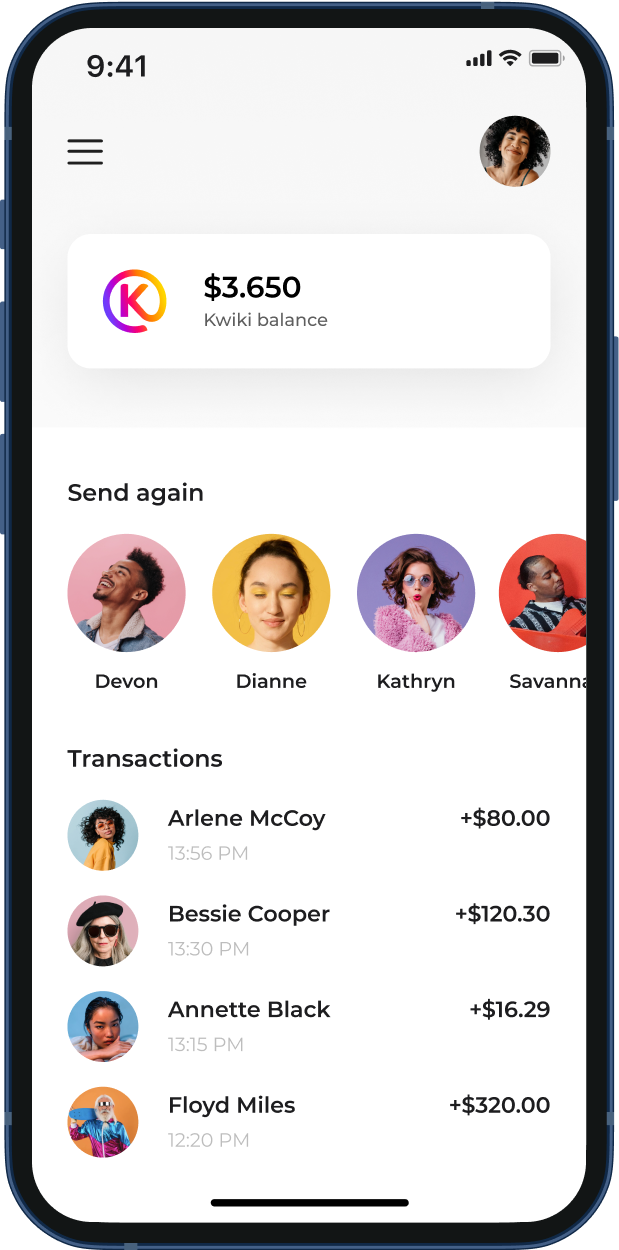 9:41
K
$3.650
Kwiki balance
Send again
Devon Dianne Kathryn Savanna
Transactions
Arlene McCoy +$80.00
13:56 PM
Bessie Cooper +$120.30
13:30 PM
Annette Black +$16.29
13:15 PM
Floyd Miles +$320.00
12:20 PM